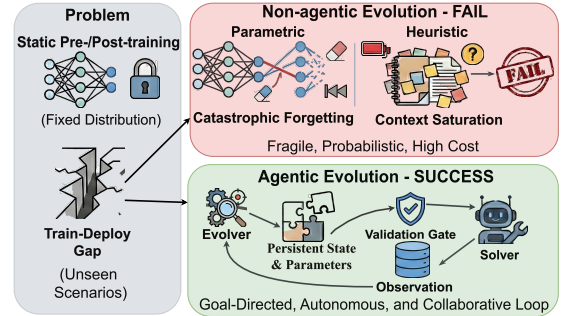 Problem
Static Pre-/Post-training
(Fixed Distribution)
Train-Deploy
Gap
(Unseen
Scenarios)
Non-agentic Evolution - FAIL
Parametric
Heuristic
?
FAIL
Catastrophic Forgetting
Context Saturation
Fragile, Probabilistic, High Cost
Agentic Evolution - SUCCESS
Evolver
Persistent State
& Parameters
Validation Gate
Solver
Observation
Goal-Directed, Autonomous, and Collaborative Loop